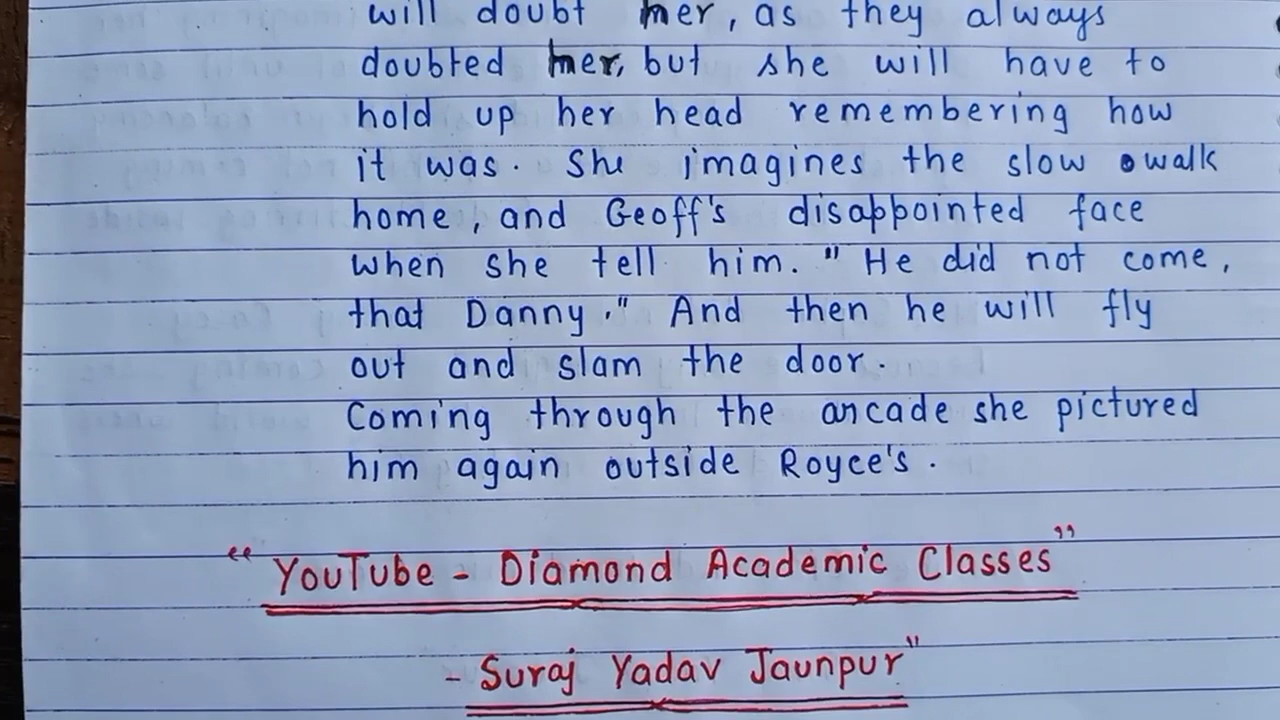 will doubt her, as they always
doubted her, but she will have to
hold up her head remembering how
it was. She imagines the slow walk
home, and Geoff's disappointed face
when she tell him. "He did not come,
that Danny." And then he will fly
out and slam the door.
Coming through the arcade she pictured
him again outside Royce's.
"YouTube - Diamond Academic Classes"
- Suraj Yadav Jaunpur"